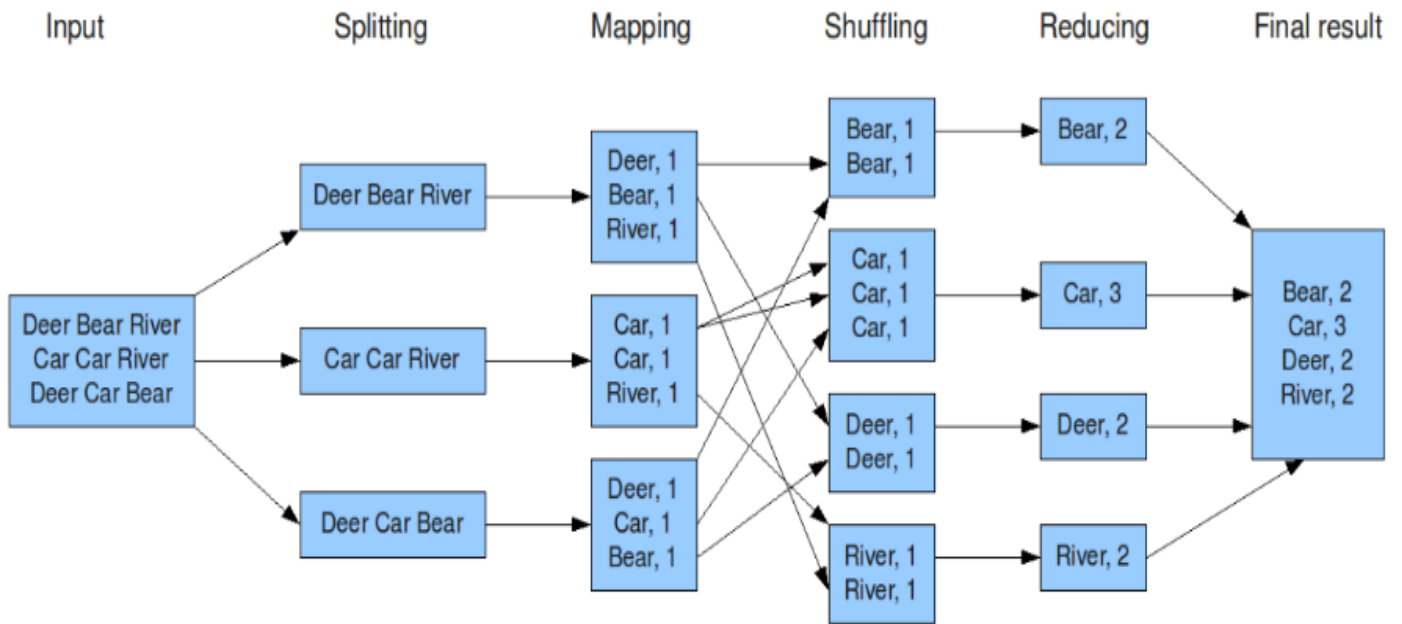 Input
Splitting
Mapping
Shuffling
Reducing
Final result
Deer Bear River
Car Car River
Deer Car Bear
Deer Bear River
Car Car River
Deer Car Bear
Deer, 1
Bear, 1
River, 1
Car, 1
Car, 1
River, 1
Deer, 1
Car, 1
Bear, 1
Bear, 1
Bear, 1
Car, 1
Car, 1
Car, 1
Deer, 1
Deer, 1
River, 1
River, 1
Bear, 2
Car, 3
Deer, 2
River, 2
Bear, 2
Car, 3
Deer, 2
River, 2